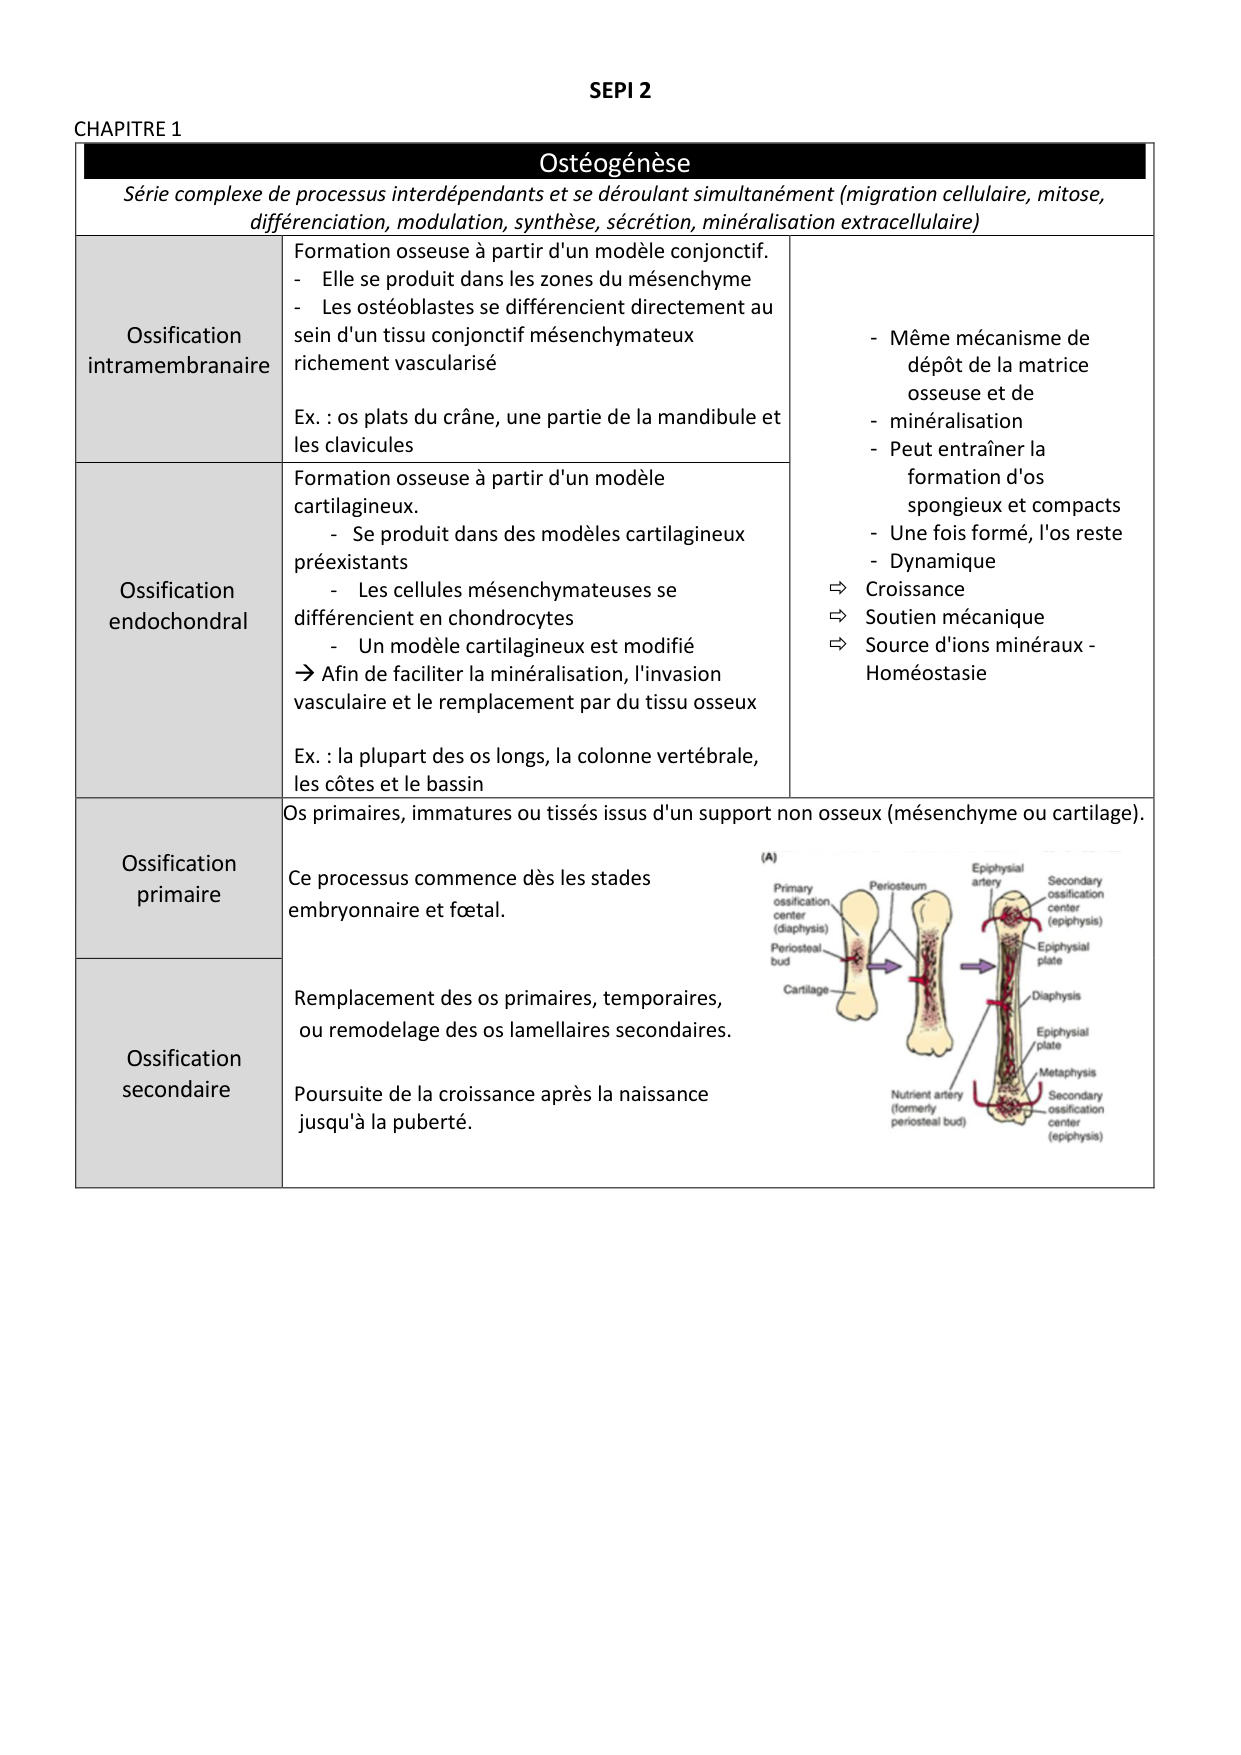 SEPI 2
CHAPITRE 1
Ostéogénèse
Série complexe de processus interdépendants et se déroulant simultanément (migration cellulaire, mitose,
différenciation, modulation, synthèse, sécrétion, minéralisation extracellulaire)
Ossification
intramembranaire
Formation osseuse à partir d'un modèle conjonctif.
- Elle se produit dans les zones du mésenchyme
- Les ostéoblastes se différencient directement au
sein d'un tissu conjonctif mésenchymateux
richement vascularisé
Ex. : os plats du crâne, une partie de la mandibule et
les clavicules
- Même mécanisme de
dépôt de la matrice
osseuse et de
- minéralisation
- Peut entraîner la
formation d'os
spongieux et compacts
- Une fois formé, l'os reste
- Dynamique
⇨ Croissance
⇨ Soutien mécanique
⇨ Source d'ions minéraux -
Homéostasie
Ossification
endochondral
Formation osseuse à partir d'un modèle
cartilagineux.
- Se produit dans des modèles cartilagineux
préexistants
- Les cellules mésenchymateuses se
différencient en chondrocytes
- Un modèle cartilagineux est modifié
→ Afin de faciliter la minéralisation, l'invasion
vasculaire et le remplacement par du tissu osseux
Ex. : la plupart des os longs, la colonne vertébrale,
les côtes et le bassin
Ossification
primaire
Os primaires, immatures ou tissés issus d'un support non osseux (mésenchyme ou cartilage).
Ce processus commence dès les stades
embryonnaire et fœtal.
Ossification
secondaire
Remplacement des os primaires, temporaires,
ou remodelage des os lamellaires secondaires.
Poursuite de la croissance après la naissance
jusqu'à la puberté.
(A)
Primary
ossification
center
(diaphysis)
Periosteal
bud
Cartilage
Periosteum
Epiphysial
artery
Secondary
ossification
center
(epiphysis)
Epiphysial
plate
Diaphysis
Epiphysial
plate
Metaphysis
Nutrient artery
(formerly
periosteal bud)
Secondary
ossification
center
(epiphysis)